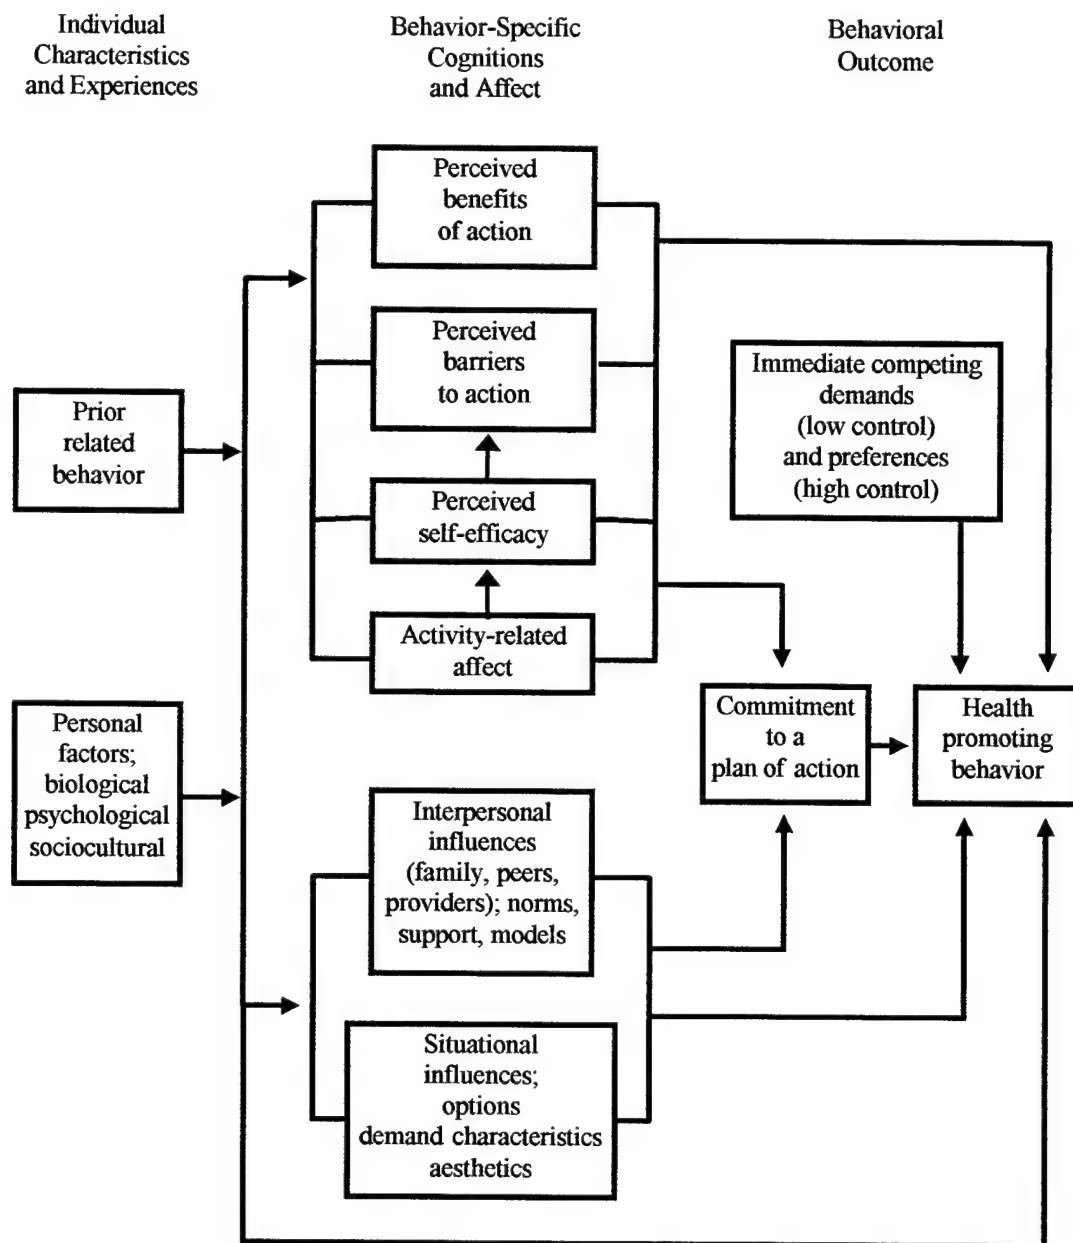 Individual
Characteristics
and Experiences
Behavior-Specific
Cognitions
and Affect
Behavioral
Outcome
Perceived
benefits
of action
Perceived
barriers
to action
Immediate competing
demands
(low control)
and preferences
(high control)
Prior
related
behavior
Perceived
self-efficacy
Activity-related
affect
Commitment
to a
plan of action
Health
promoting
behavior
Personal
factors;
biological
psychological
sociocultural
Interpersonal
influences
(family, peers,
providers); norms,
support, models
Situational
influences;
options
demand characteristics
aesthetics